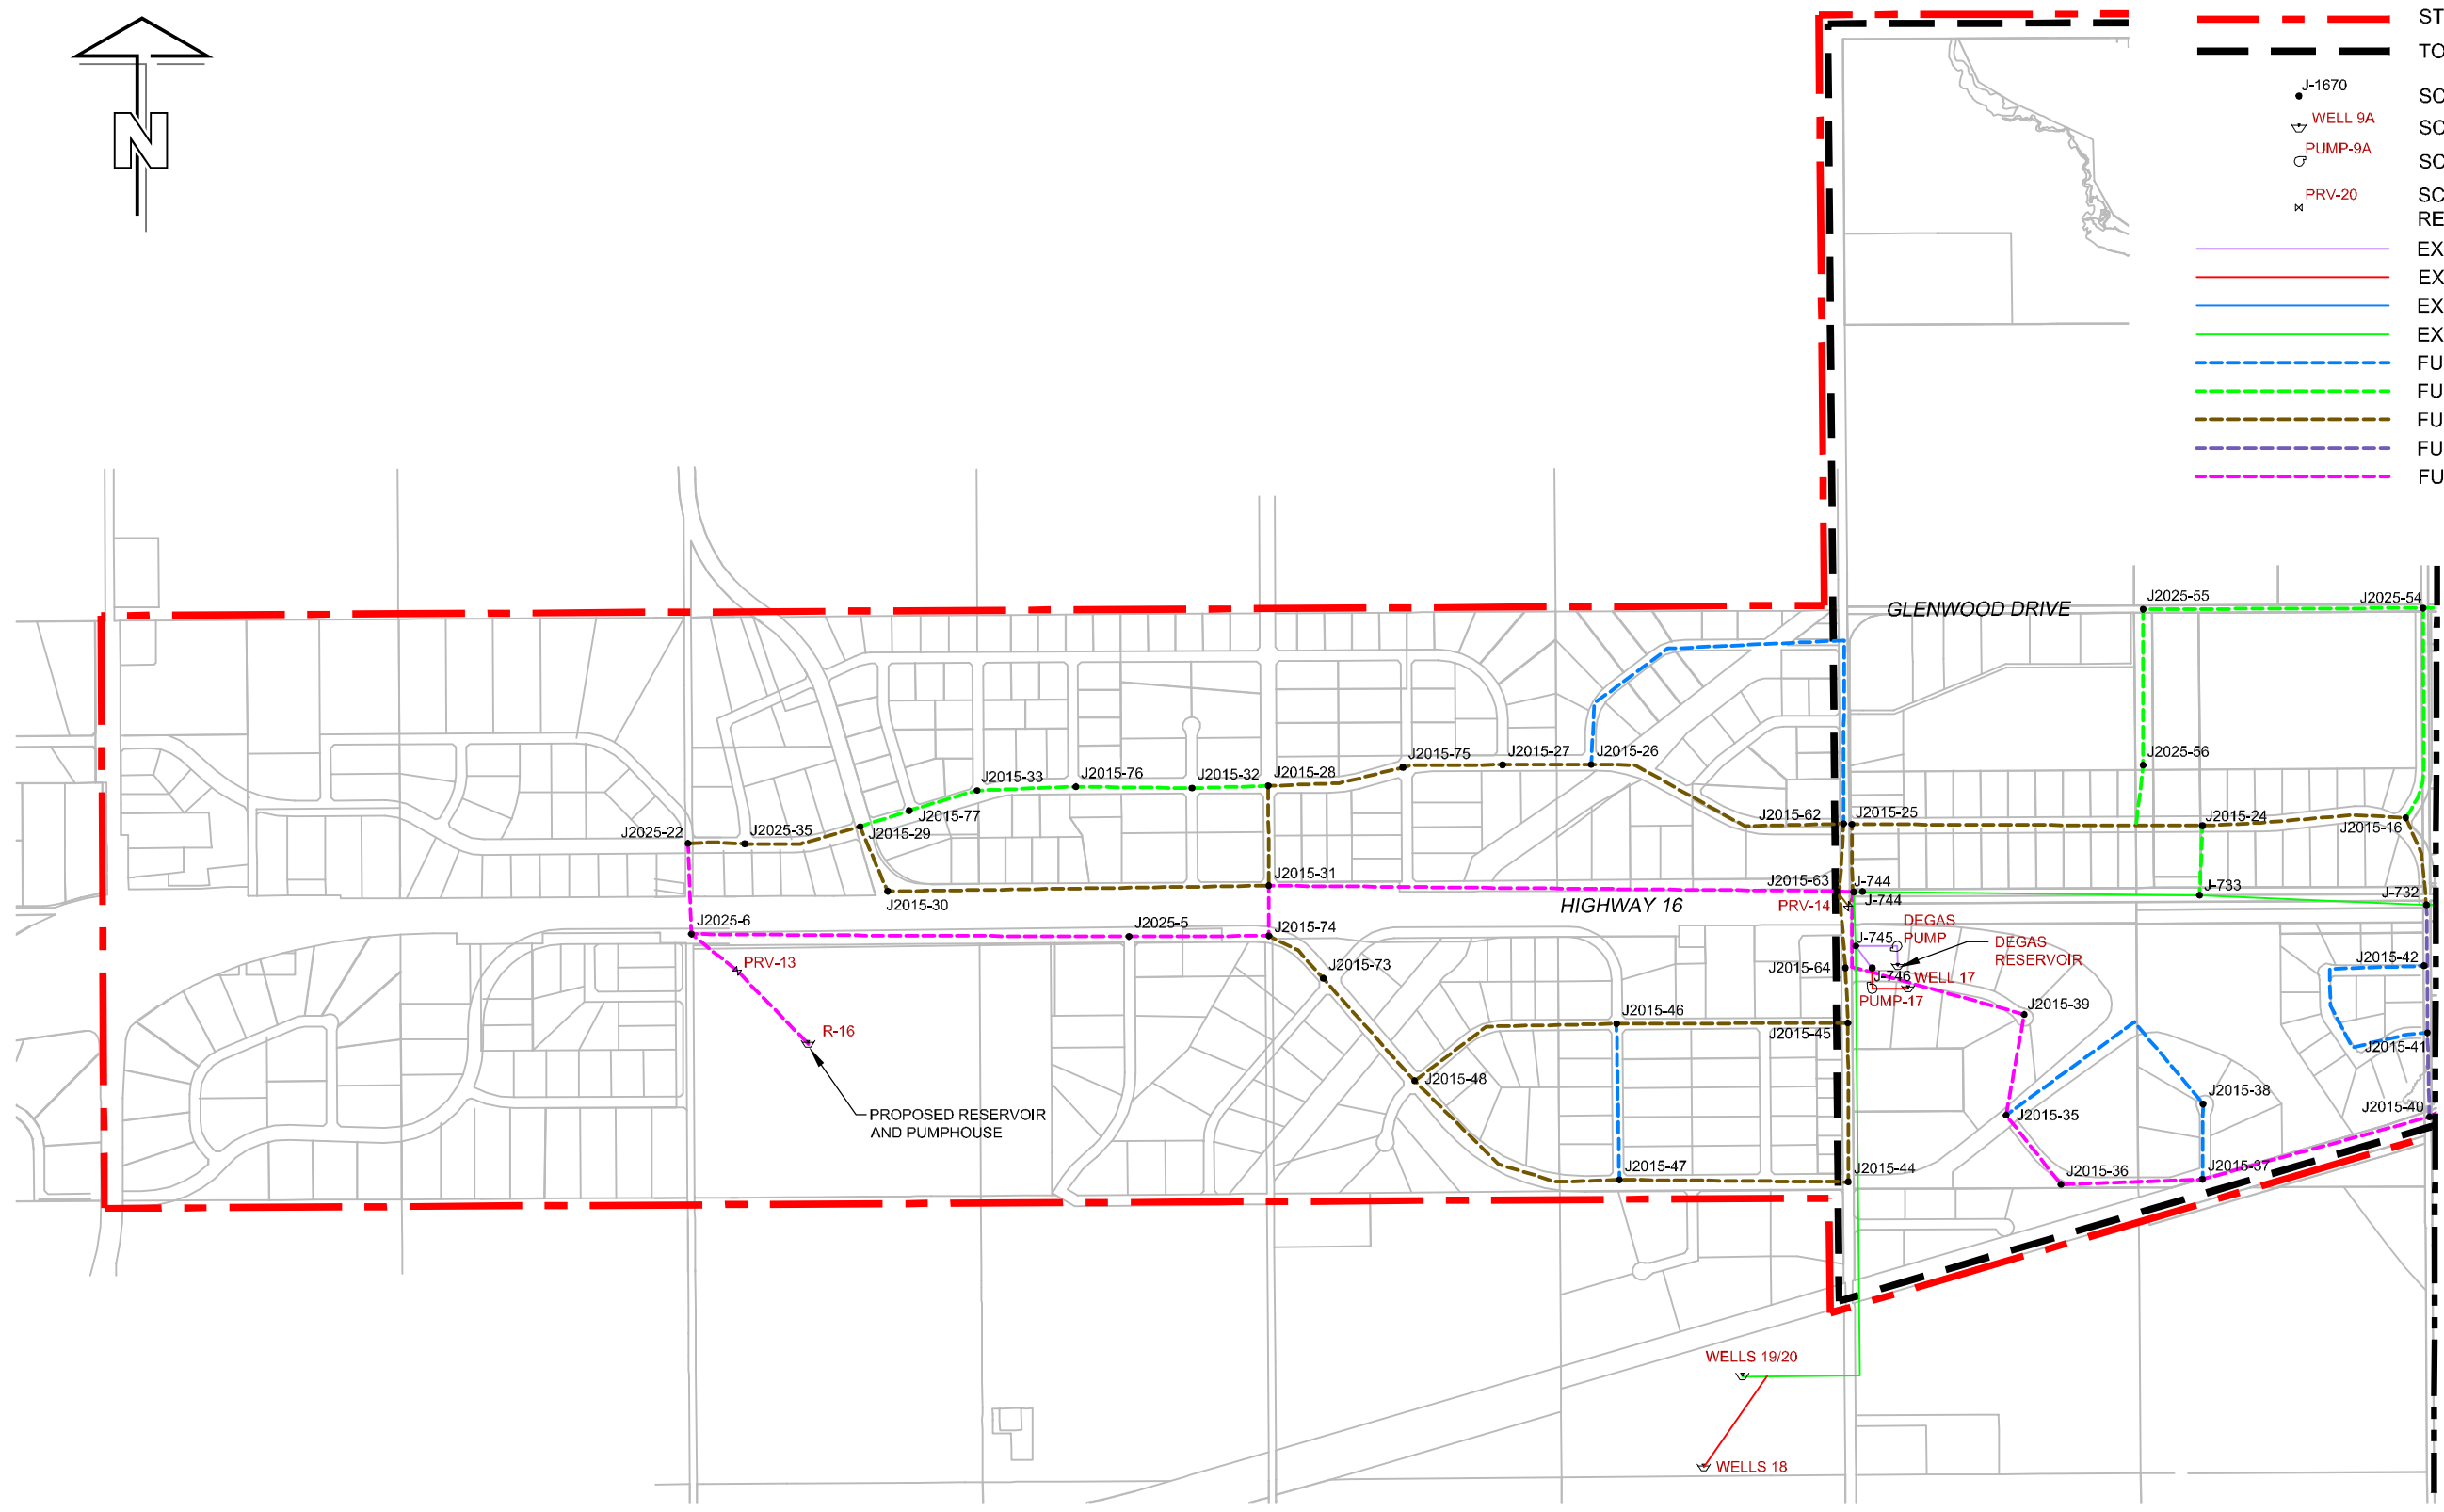 N
ST
TO
J-1670
SC
WELL 9A
SC
PUMP-9A
SC
PRV-20
SC
RE
EX
EX
EX
EX
FU
FU
FU
FU
FU
GLENWOOD DRIVE
J2025-55
J2025-54
J2015-75
J2015-27
J2015-26
J2025-56
J2015-33
J2015-76
J2015-32
J2015-28
J2015-77
J2015-62
J2015-25
J2015-24
J2015-16
J2025-22
J2025-35
J2015-29
J2015-30
J2015-31
J2015-63
J-744
J-744
J-733
J-732
PRV-14
HIGHWAY 16
J2025-6
J2025-5
J2015-74
DEGAS
PUMP
J-745
DEGAS
RESERVOIR
J2015-42
PRV-13
J2015-73
J2015-64
J-746
WELL 17
PUMP-17
J2015-39
R-16
J2015-46
J2015-45
J2015-41
J2015-48
J2015-38
PROPOSED RESERVOIR
AND PUMPHOUSE
J2015-35
J2015-40
J2015-47
J2015-44
J2015-36
J2015-37
WELLS 19/20
WELLS 18